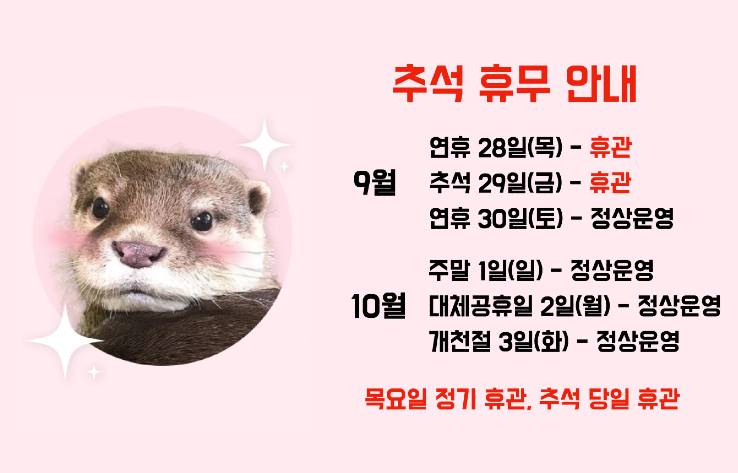 추석 휴무 안내
9월
연휴 28일(목) - 휴관
추석 29일(금) - 휴관
연휴 30일(토) - 정상운영
10월
주말 1일(일) - 정상운영
대체공휴일 2일(월) - 정상운영
개천절 3일(화) - 정상운영
목요일 정기 휴관, 추석 당일 휴관